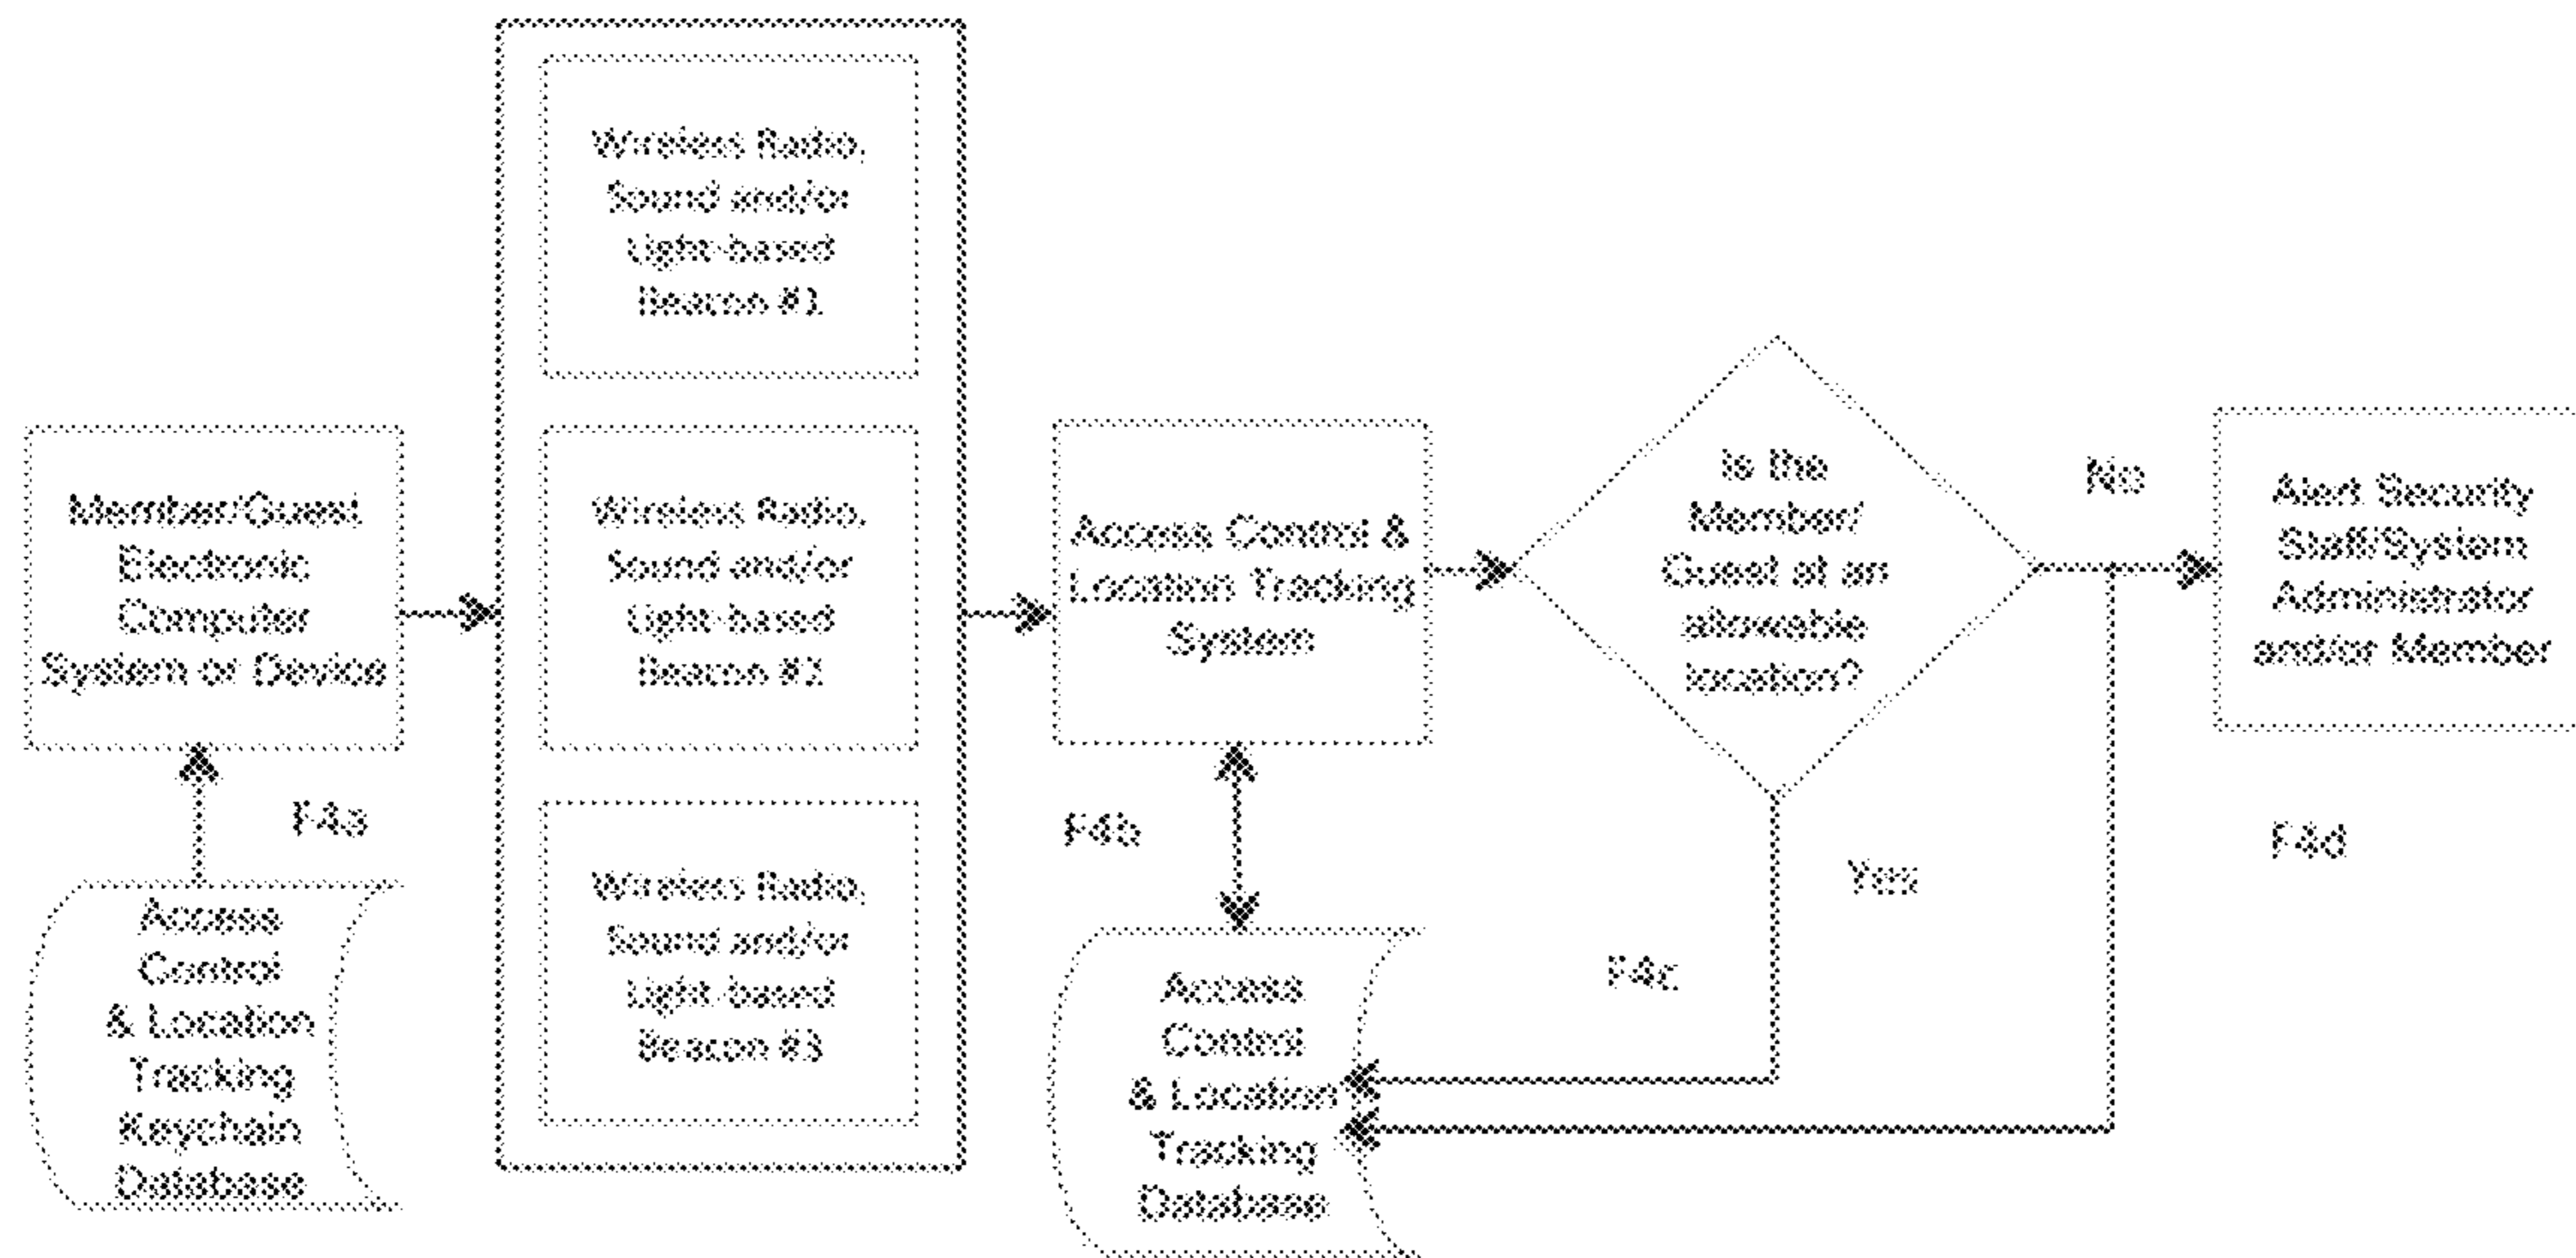 Member/Guest
Electronic
Computer
System or Device
F4a
Access
Control
& Location
Tracking
Keychain
Database
Wireless Radio,
Sound and/or
Light-based
Beacon #1
Wireless Radio,
Sound and/or
Light-based
Beacon #2
Wireless Radio,
Sound and/or
Light-based
Beacon #3
Access Control &
Location Tracking
System
F4b
Access
Control
& Location
Tracking
Database
Is the
Member/
Guest at an
allowable
location?
F4c
Yes
No
Alert Security
Staff/System
Administrator
and/or Member
F4d